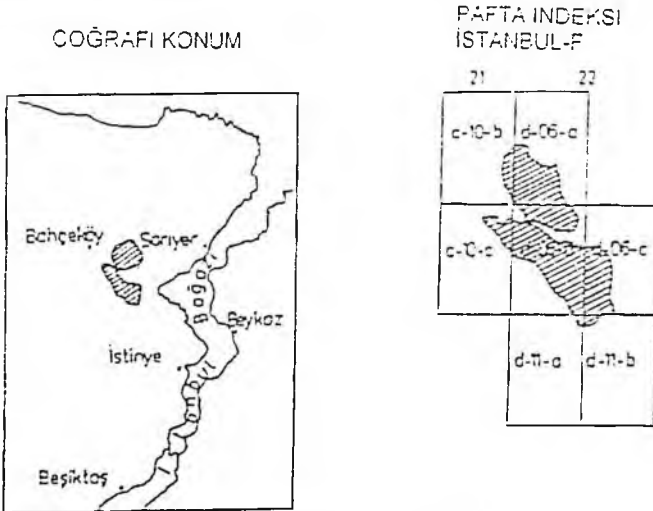 COĞRAFİ KONUM
PAFTA INDEKSI
İSTANBUL-F
21 22
c-10-b d-06-a
Bahçeköy Sarıyer
Beykoz
İstinye
Beşiktaş
c-10-c d-06-c
d-11-a d-11-b